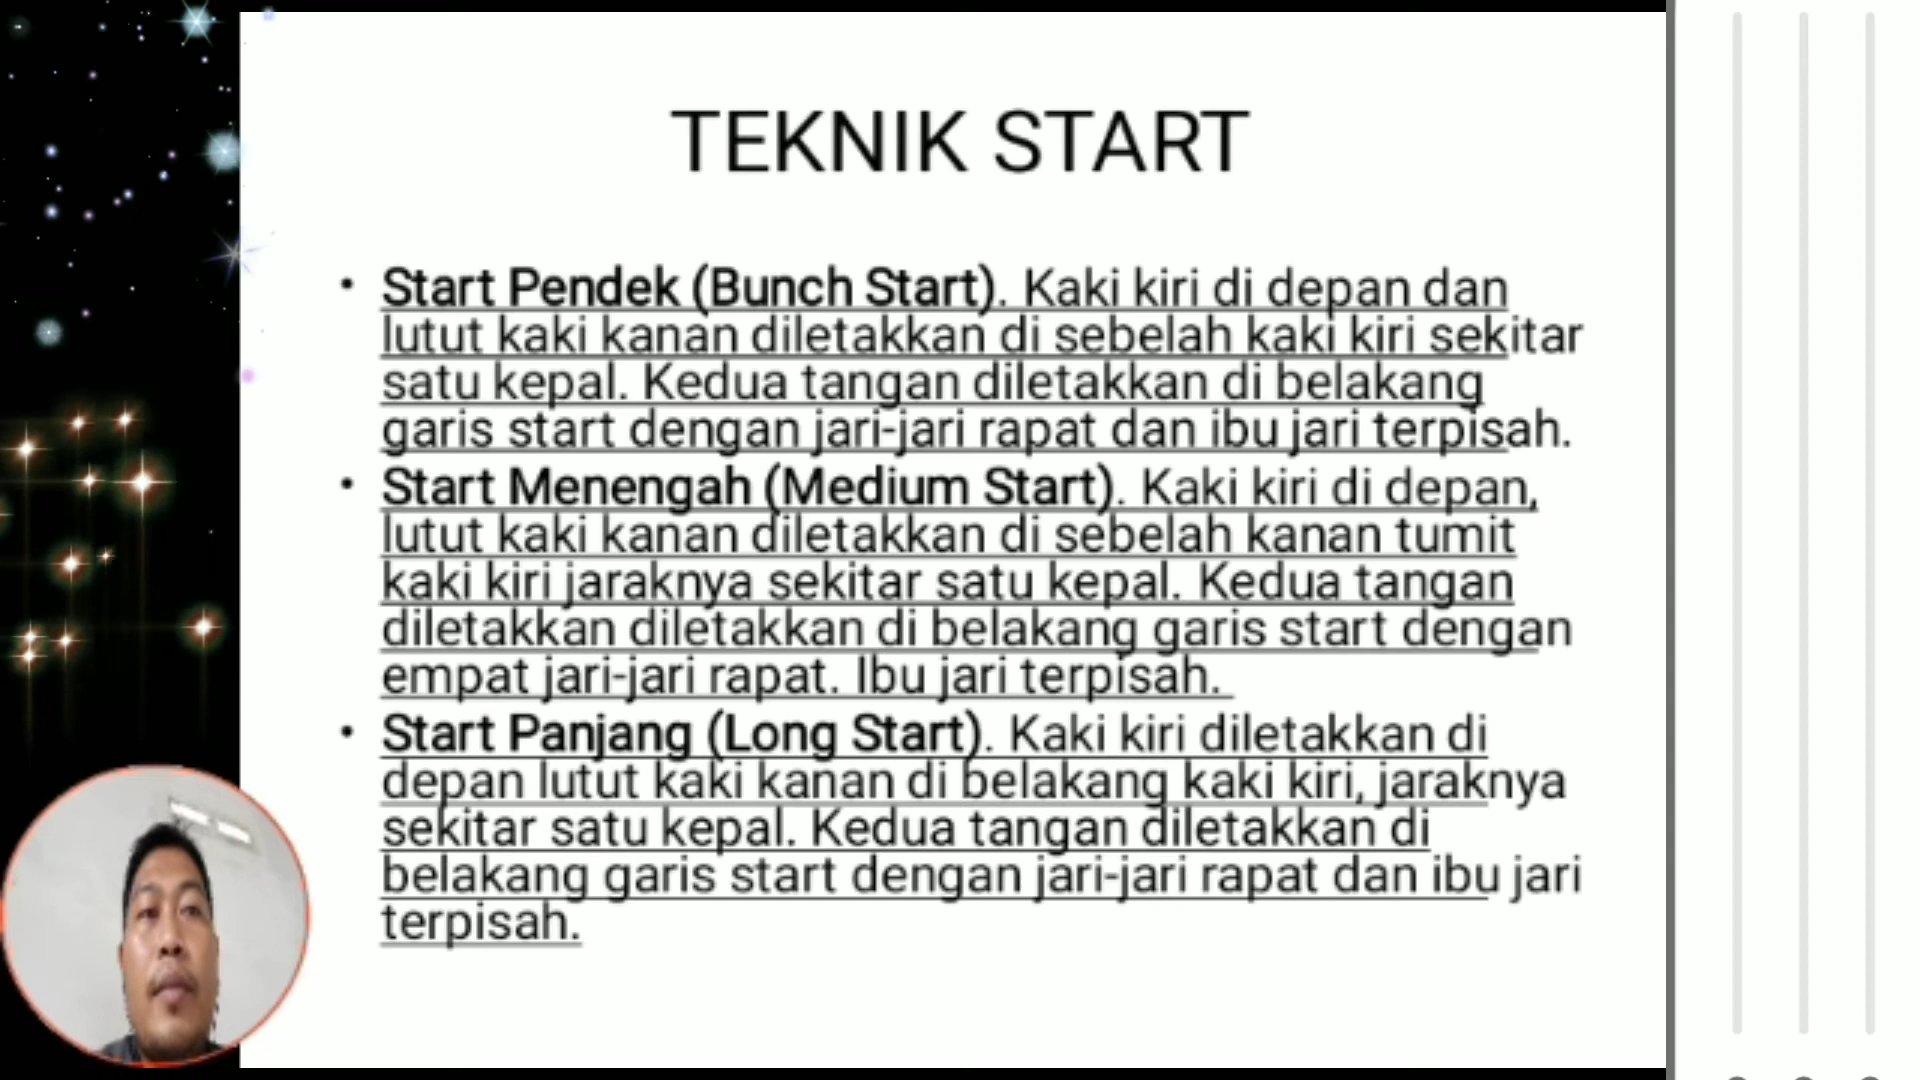 TEKNIK START
• Start Pendek (Bunch Start). Kaki kiri di depan dan
lutut kaki kanan diletakkan di sebelah kaki kiri sekitar
satu kepal. Kedua tangan diletakkan di belakang
garis start dengan jari-jari rapat dan ibu jari terpisah.
• Start Menengah (Medium Start). Kaki kiri di depan,
lutut kaki kanan diletakkan di sebelah kanan tumit
kaki kiri jaraknya sekitar satu kepal. Kedua tangan
diletakkan diletakkan di belakang garis start dengan
empat jari-jari rapat. Ibu jari terpisah.
• Start Panjang (Long Start). Kaki kiri diletakkan di
depan lutut kaki kanan di belakang kaki kiri, jaraknya
sekitar satu kepal. Kedua tangan diletakkan di
belakang garis start dengan jari-jari rapat dan ibu jari
terpisah.